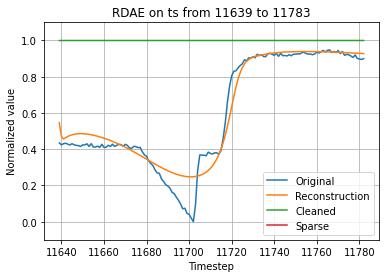 RDAE on ts from 11639 to 11783
1.0
0.8
0.6
0.4
0.2
0.0
Normalized value
Original
Reconstruction
Cleaned
Sparse
11640 11660 11680 11700 11720 11740 11760 11780
Timestep